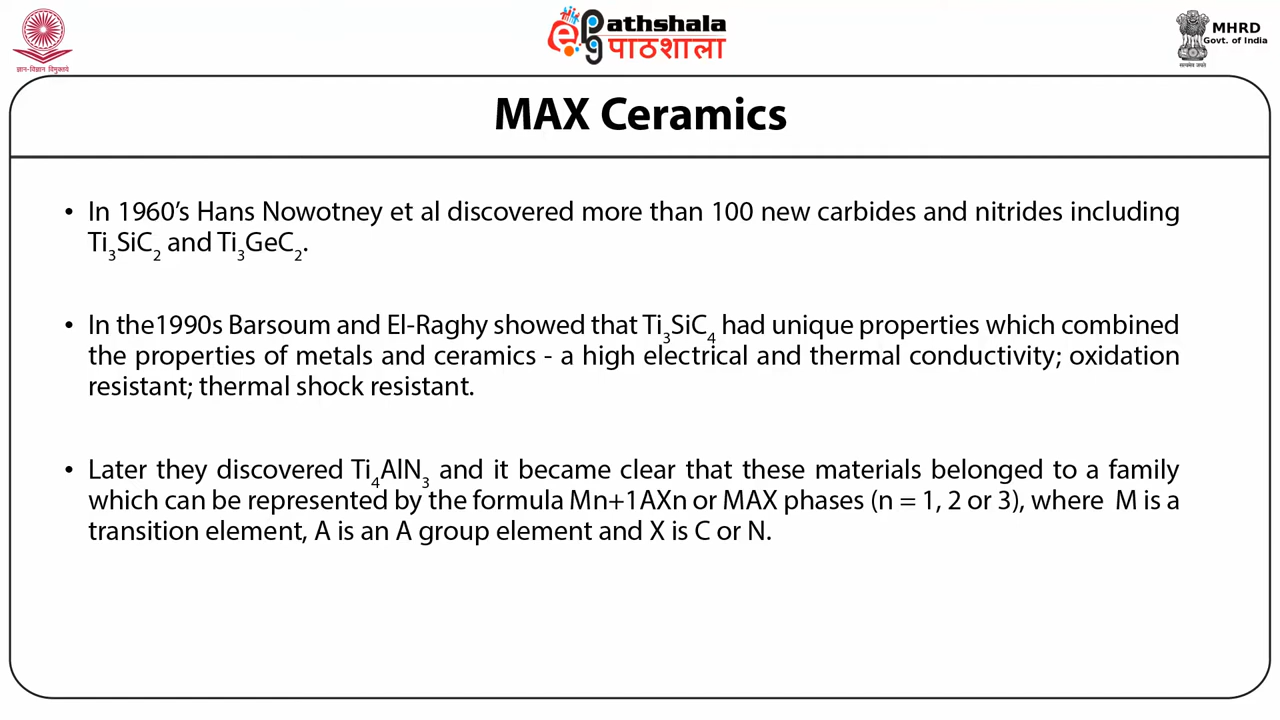 ज्ञान-विज्ञान विमुक्तये
epg
athshala
पाठशाला
MHRD
Govt. of India
सत्यमेव जयते
MAX Ceramics
• In 1960’s Hans Nowotney et al discovered more than 100 new carbides and nitrides including
Ti₃SiC₂ and Ti₃GeC₂.
• In the1990s Barsoum and El-Raghy showed that Ti₃SiC₄ had unique properties which combined
the properties of metals and ceramics - a high electrical and thermal conductivity; oxidation
resistant; thermal shock resistant.
• Later they discovered Ti₄AlN₃ and it became clear that these materials belonged to a family
which can be represented by the formula Mn+1AXn or MAX phases (n = 1, 2 or 3), where M is a
transition element, A is an A group element and X is C or N.